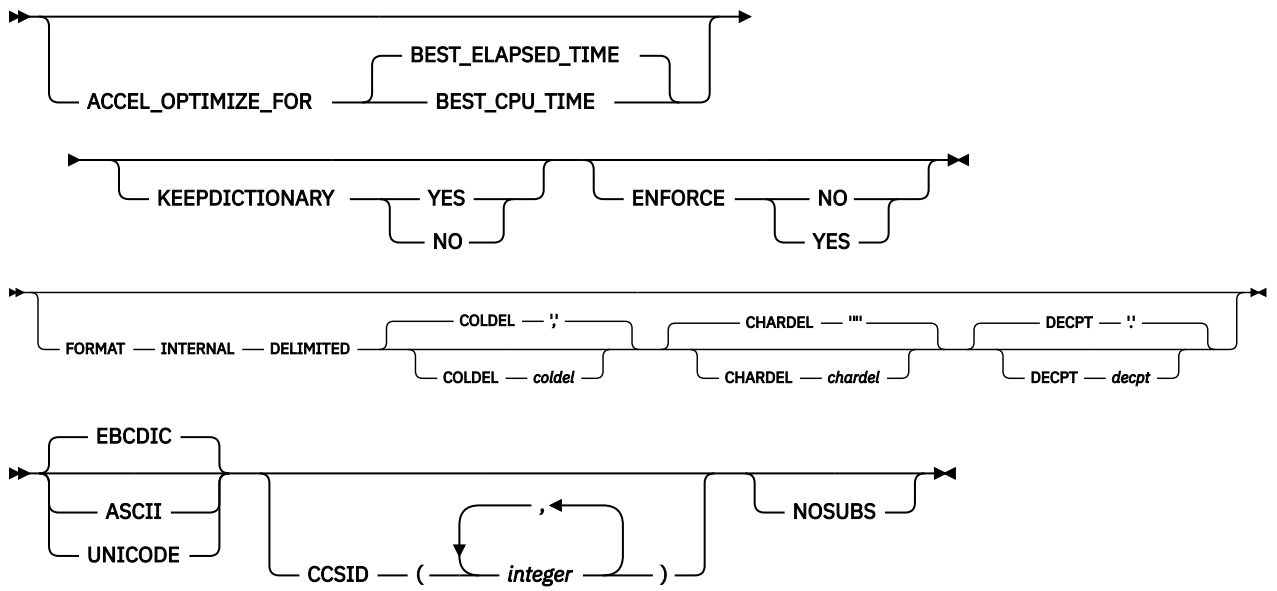 BEST_ELAPSED_TIME
ACCEL_OPTIMIZE_FOR BEST_CPU_TIME
KEEPDICTIONARY YES ENFORCE NO
NO YES
COLDEL ',' CHARDEL '"' DECPT '.'
FORMAT INTERNAL DELIMITED
COLDEL coldel CHARDEL chardel DECPT decpt
EBCDIC
ASCII , NOSUBS
UNICODE
CCSID ( integer )